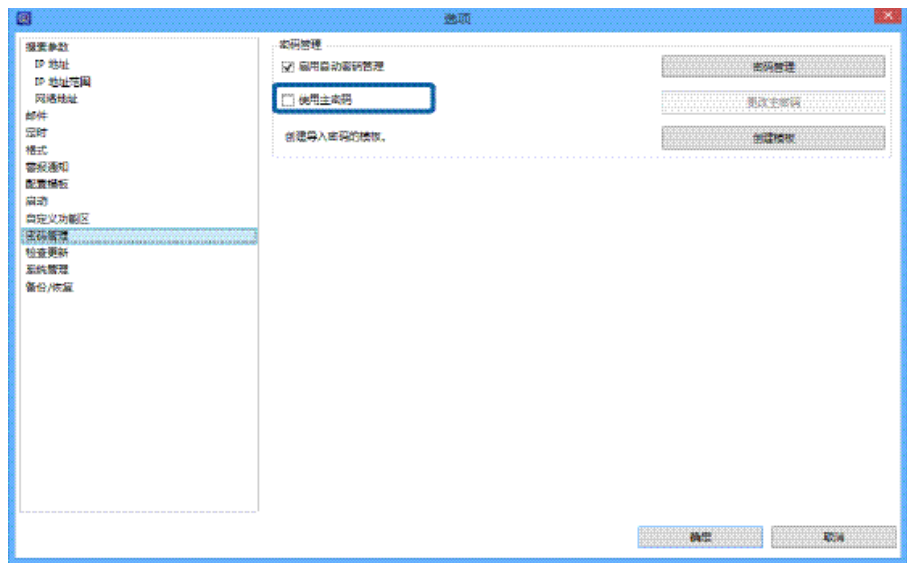 选项
搜索参数
IP 地址
IP 地址范围
网络地址
邮件
定时
格式
警报通知
配置模板
启动
自定义功能区
密码管理
检查更新
系统管理
备份/恢复
密码管理
启用自动密码管理
密码管理
使用主密码
更改主密码
创建导入密码的模板。
创建模板
确定
取消